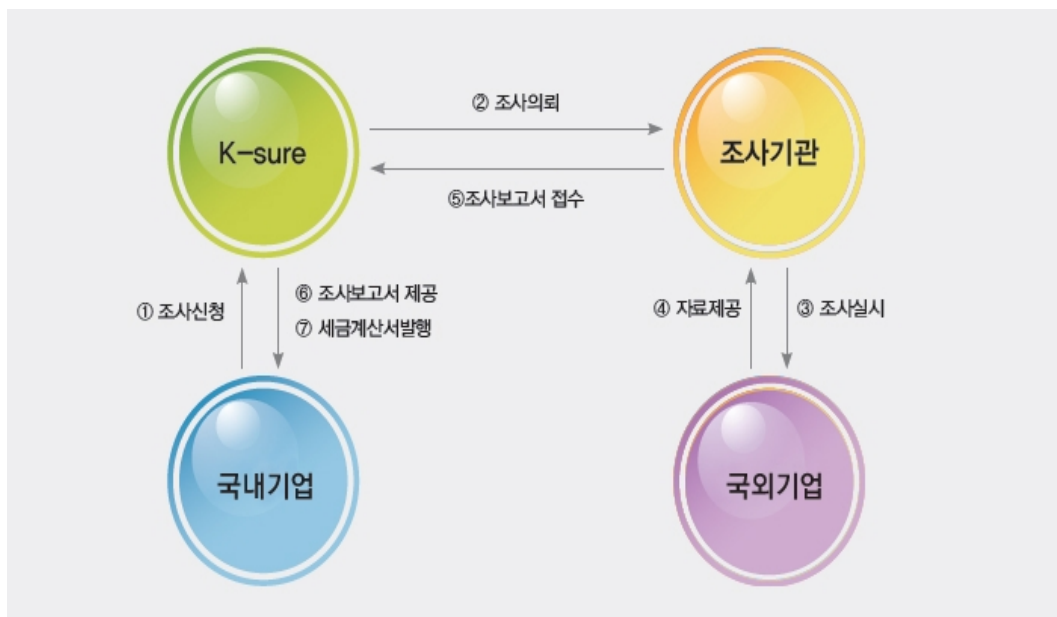 ② 조사의뢰
K-sure
조사기관
⑤조사보고서 접수
① 조사신청
⑥ 조사보고서 제공
⑦ 세금계산서발행
④ 자료제공
③ 조사실시
국내기업
국외기업